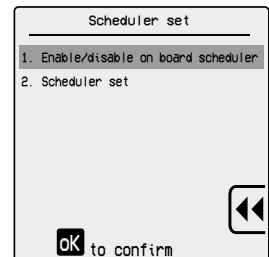 Scheduler set
1. Enable/disable on board scheduler
2. Scheduler set
OK to confirm